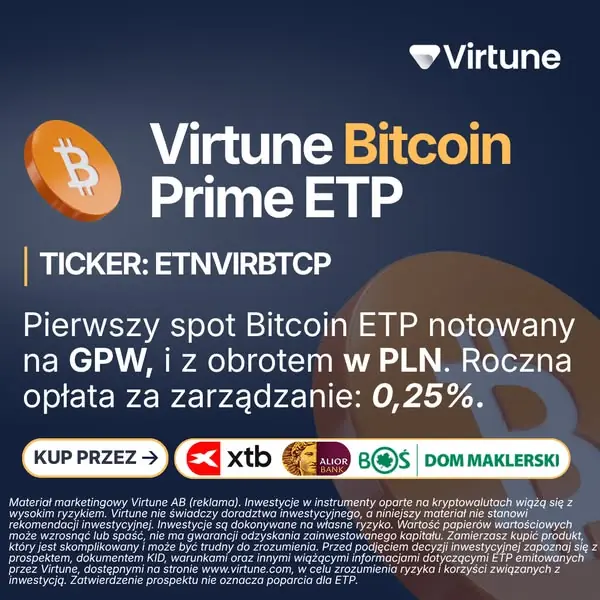 Virtune
Virtune Bitcoin
Prime ETP
TICKER: ETNVIRBTCP
Pierwszy spot Bitcoin ETP notowany
na GPW, i z obrotem w PLN. Roczna
opłata za zarządzanie: 0,25%.
KUP PRZEZ → xtb ALIOR BANK BOŚ DOM MAKLERSKI
Materiał marketingowy Virtune AB (reklama). Inwestycje w instrumenty oparte na kryptowalutach wiążą się z
wysokim ryzykiem. Virtune nie świadczy doradztwa inwestycyjnego, a niniejszy materiał nie stanowi
rekomendacji inwestycyjnej. Inwestycje są dokonywane na własne ryzyko. Wartość papierów wartościowych
może wzrosnąć lub spaść, nie ma gwarancji odzyskania zainwestowanego kapitału. Zamierzasz kupić produkt,
który jest skomplikowany i może być trudny do zrozumienia. Przed podjęciem decyzji inwestycyjnej zapoznaj się z
prospektem, dokumentem KID, warunkami oraz innymi wiążącymi informacjami dotyczącymi ETP emitowanych
przez Virtune, dostępnymi na stronie www.virtune.com, w celu zrozumienia ryzyka i korzyści związanych z
inwestycją. Zatwierdzenie prospektu nie oznacza poparcia dla ETP.